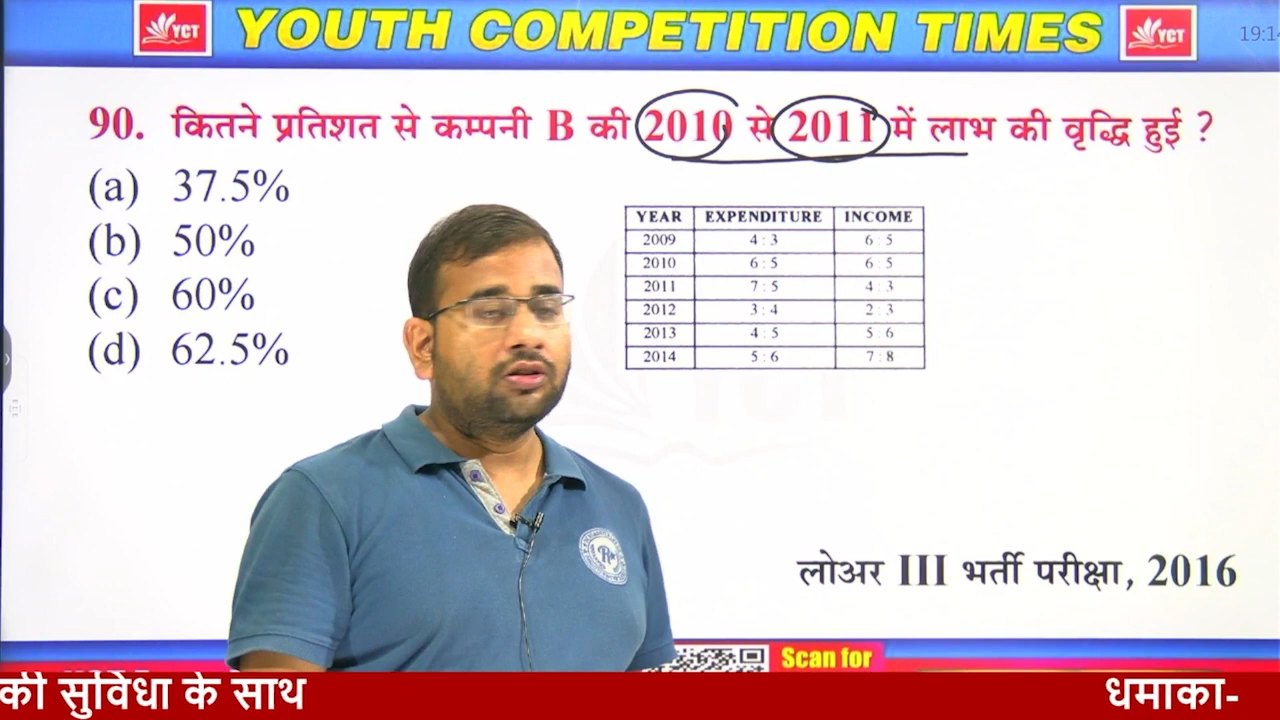 YCT YOUTH COMPETITION TIMES YCT
19:14
90. कितने प्रतिशत से कम्पनी B की 2010 से 2011 में लाभ की वृद्धि हुई ?
(a) 37.5%
(b) 50%
(c) 60%
(d) 62.5%
YEAR EXPENDITURE INCOME
2009 4 : 3 6 : 5
2010 6 : 5 6 : 5
2011 7 : 5 4 : 3
2012 3 : 4 2 : 3
2013 4 : 5 5 : 6
2014 5 : 6 7 : 8
लोअर III भर्ती परीक्षा, 2016
Scan for
की सुविधा के साथ धमाका-